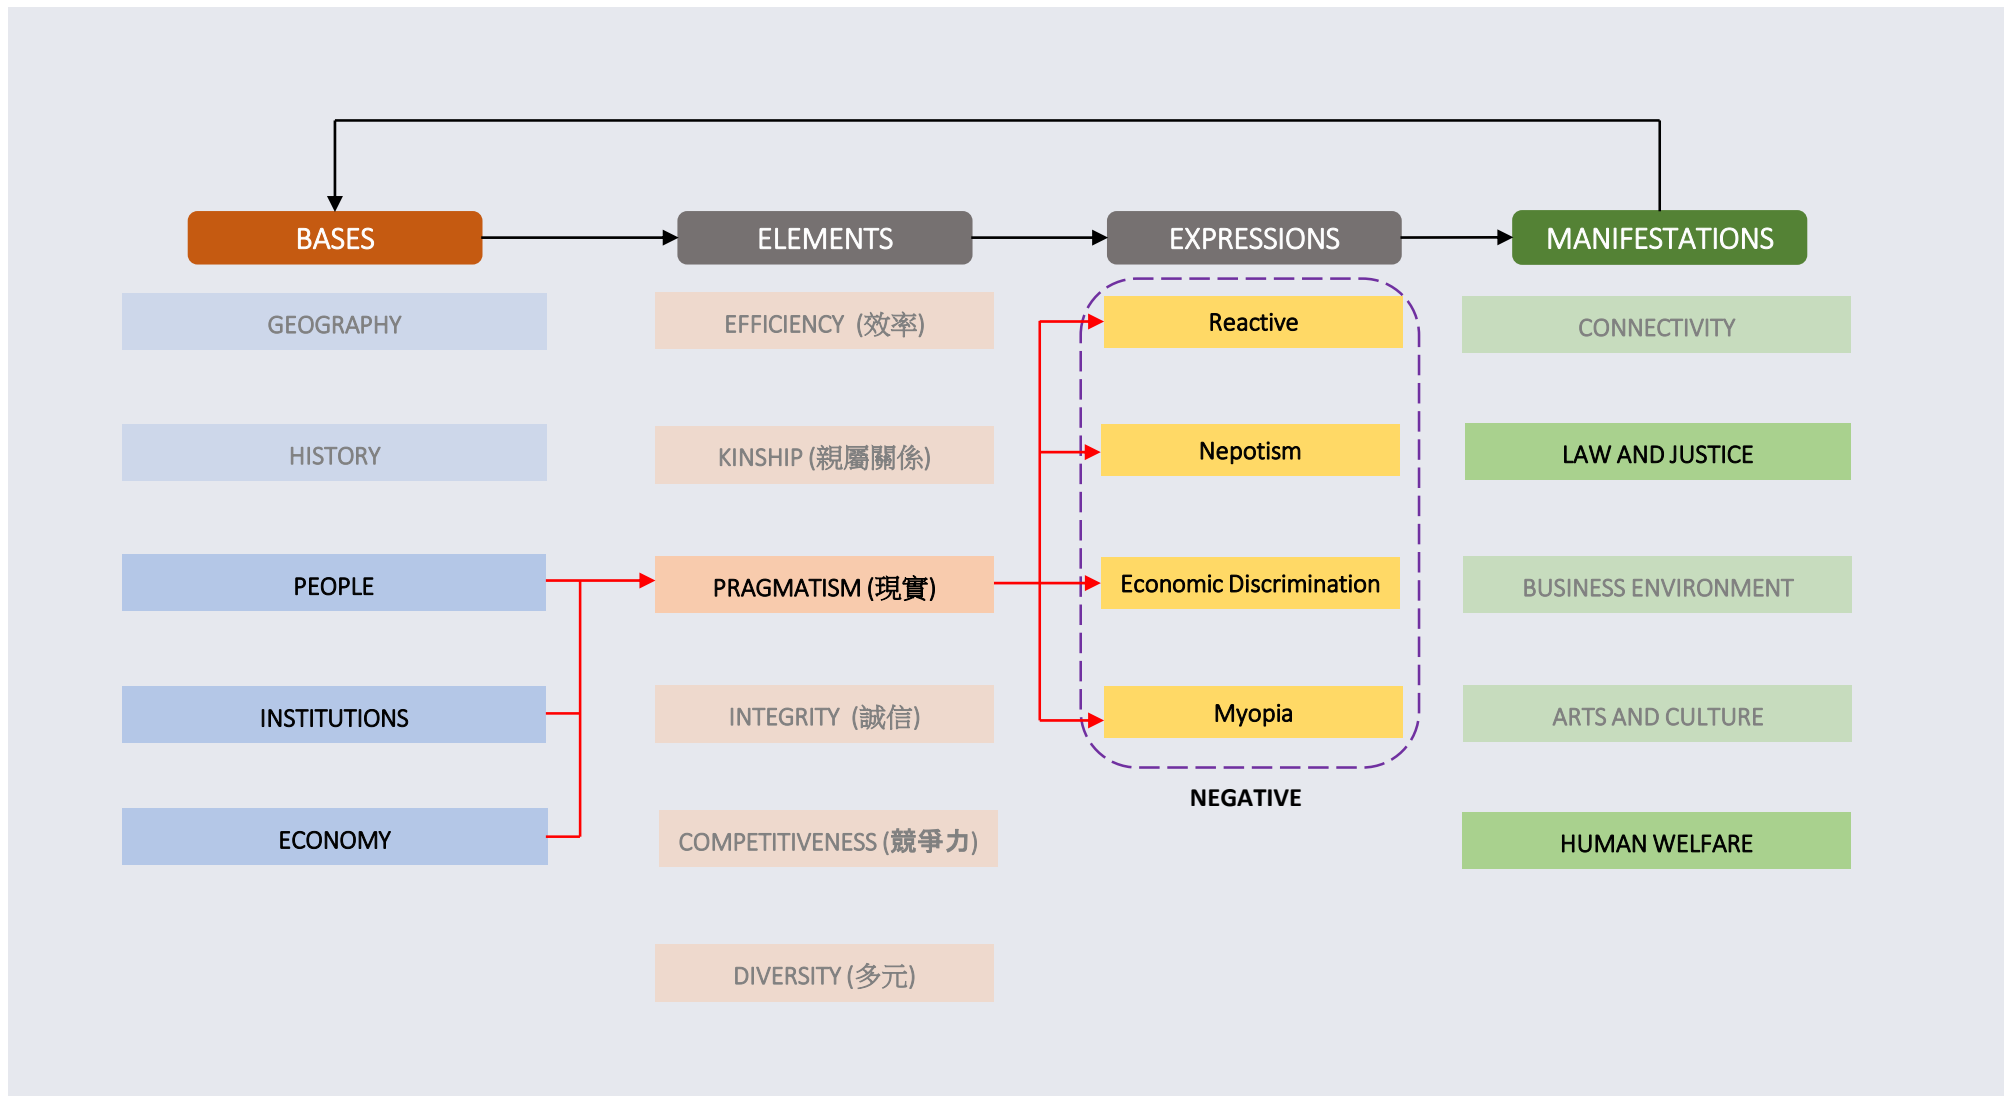 BASES
ELEMENTS
EXPRESSIONS
MANIFESTATIONS
GEOGRAPHY
EFFICIENCY (效率)
Reactive
CONNECTIVITY
HISTORY
KINSHIP (親屬關係)
Nepotism
LAW AND JUSTICE
PEOPLE
PRAGMATISM (現實)
Economic Discrimination
BUSINESS ENVIRONMENT
INSTITUTIONS
INTEGRITY (誠信)
Myopia
ARTS AND CULTURE
NEGATIVE
ECONOMY
COMPETITIVENESS (競爭力)
HUMAN WELFARE
DIVERSITY (多元)